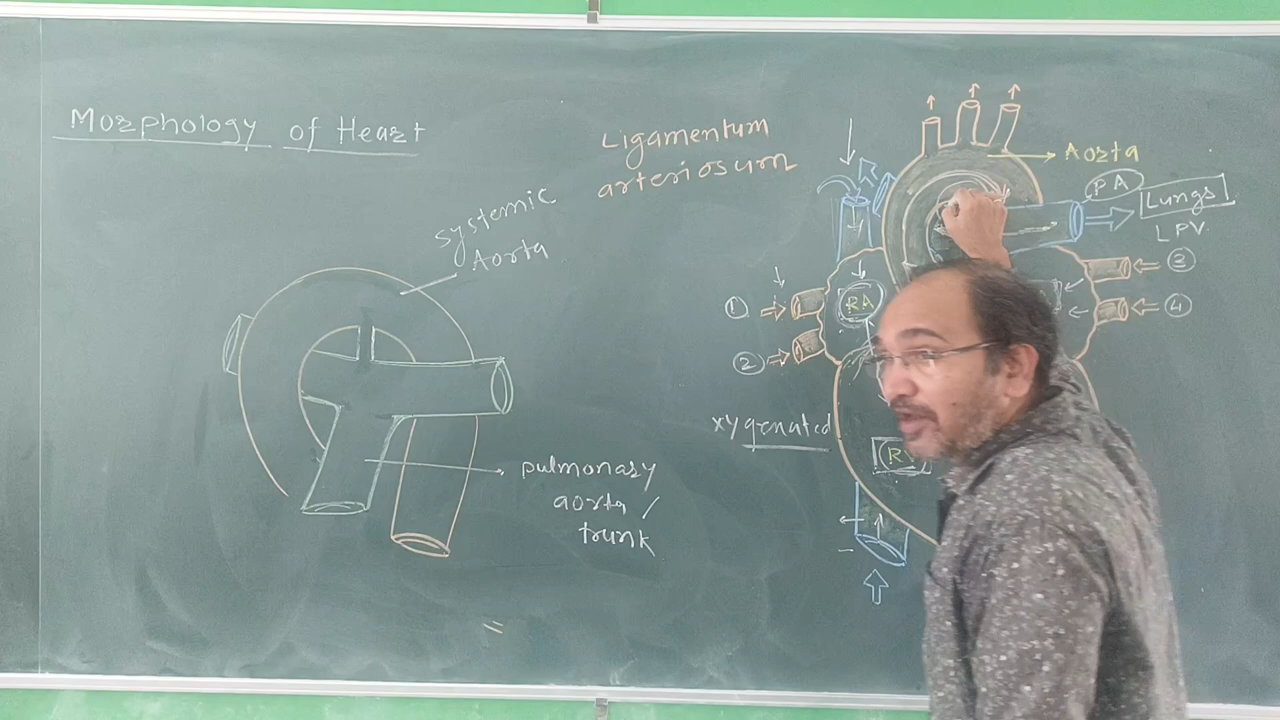 Morphology of Heart
Ligamentum
arteriosum
systemic
Aorta
pulmonary
aorta /
trunk
Aorta
PA
Lungs
LPV
3
4
1
2
RA
xygenated
RV